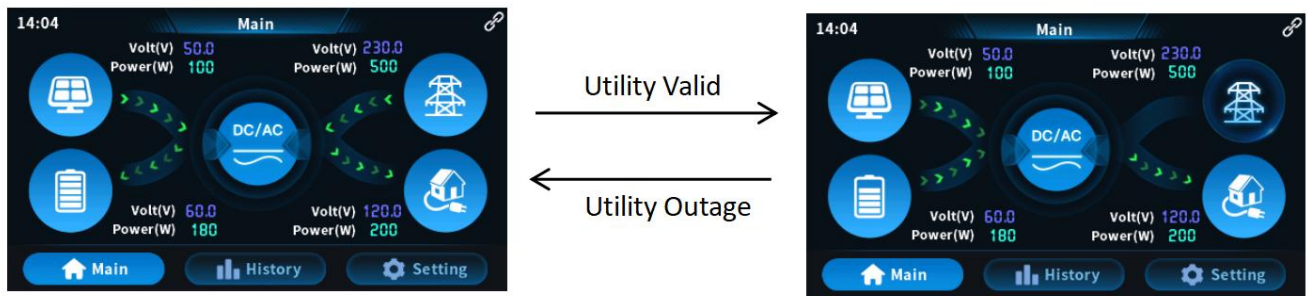 14:04 Main
Volt(V) 50.0 Volt(V) 230.0
Power(W) 100 Power(W) 500
DC/AC
Volt(V) 60.0 Volt(V) 120.0
Power(W) 180 Power(W) 200
Main History Setting
Utility Valid
Utility Outage
14:04 Main
Volt(V) 50.0 Volt(V) 230.0
Power(W) 100 Power(W) 500
DC/AC
Volt(V) 60.0 Volt(V) 120.0
Power(W) 180 Power(W) 200
Main History Setting